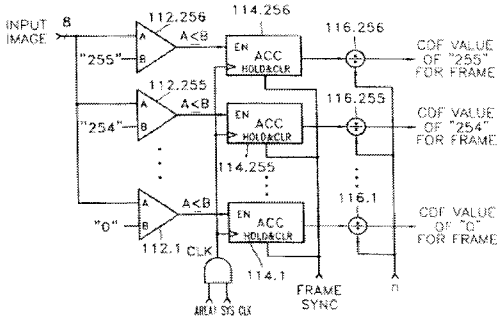 INPUT
IMAGE
8
112.256
114.256
116.256
A
B
A≤B
"255"
EN
ACC
HOLD&CLR
÷
CDF VALUE
OF "255"
FOR FRAME
112.255
116.255
A
B
A≤B
"254"
EN
ACC
HOLD&CLR
÷
CDF VALUE
OF "254"
FOR FRAME
114.255
116.1
A
B
A≤B
"0"
EN
ACC
HOLD&CLR
÷
CDF VALUE
OF "0"
FOR FRAME
112.1
CLK
114.1
AREA1 SYS CLK
FRAME
SYNC
n